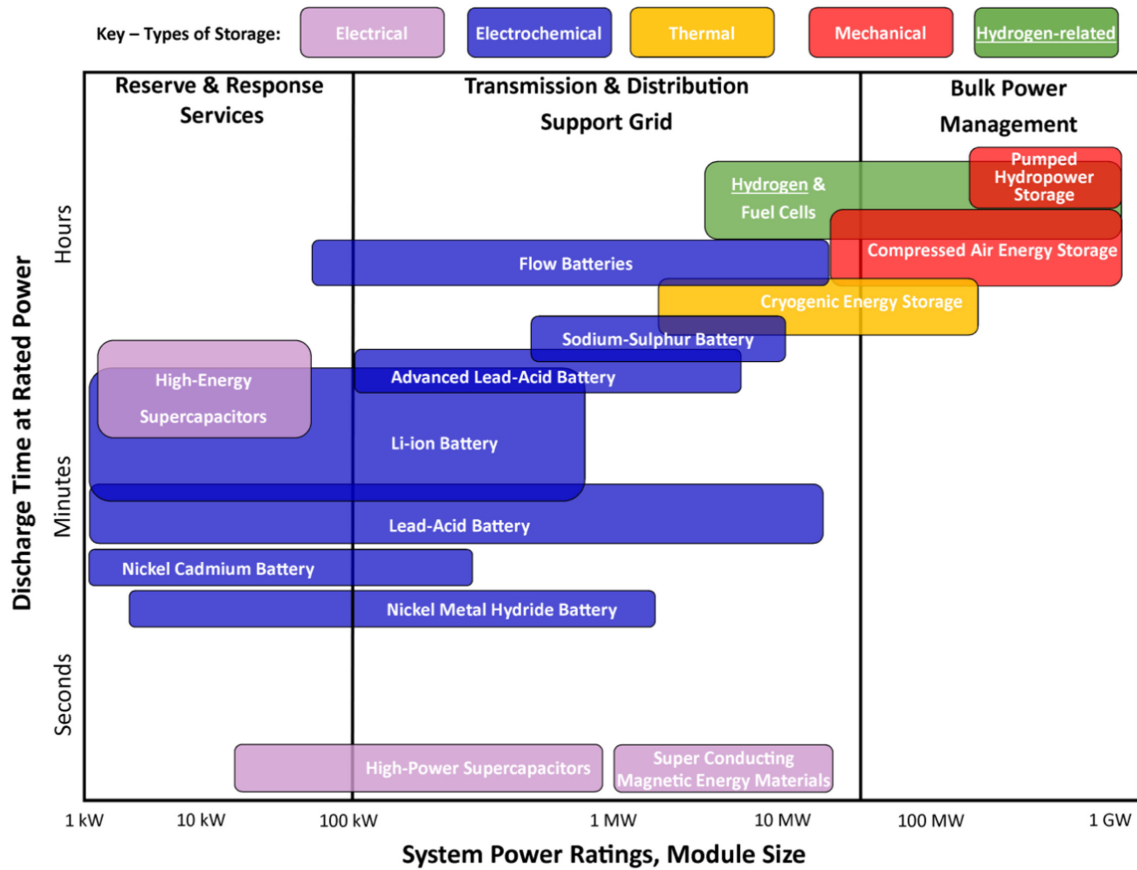 Key – Types of Storage:
Electrical
Electrochemical
Thermal
Mechanical
Hydrogen-related
Reserve & Response
Services
Transmission & Distribution
Support Grid
Bulk Power
Management
Pumped
Hydropower
Storage
Hydrogen &
Fuel Cells
Compressed Air Energy Storage
Flow Batteries
Cryogenic Energy Storage
Sodium-Sulphur Battery
Advanced Lead-Acid Battery
High-Energy
Supercapacitors
Li-ion Battery
Lead-Acid Battery
Nickel Cadmium Battery
Nickel Metal Hydride Battery
High-Power Supercapacitors
Super Conducting
Magnetic Energy Materials
Discharge Time at Rated Power
Hours
Minutes
Seconds
1 kW
10 kW
100 kW
1 MW
10 MW
100 MW
1 GW
System Power Ratings, Module Size